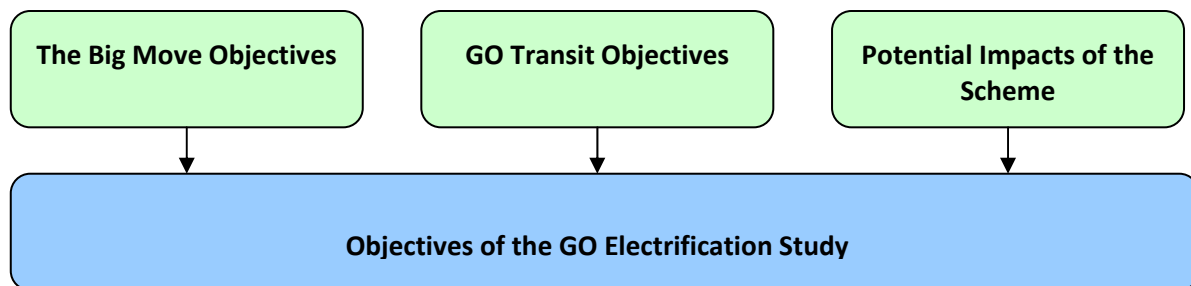 The Big Move Objectives
GO Transit Objectives
Potential Impacts of the
Scheme
Objectives of the GO Electrification Study